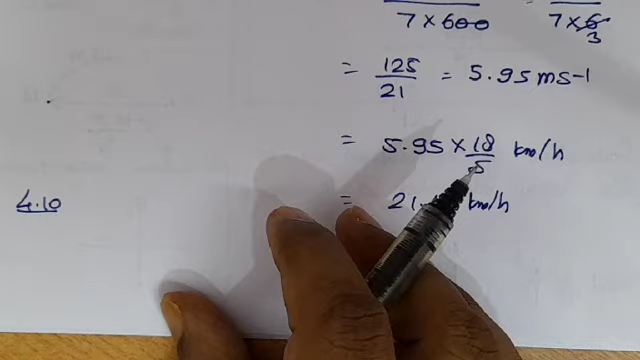 7 × 600 7 × 6
3
= 125/21 = 5.95 ms-1
= 5.95 × 18/5 km/h
4.10 = 21. km/h